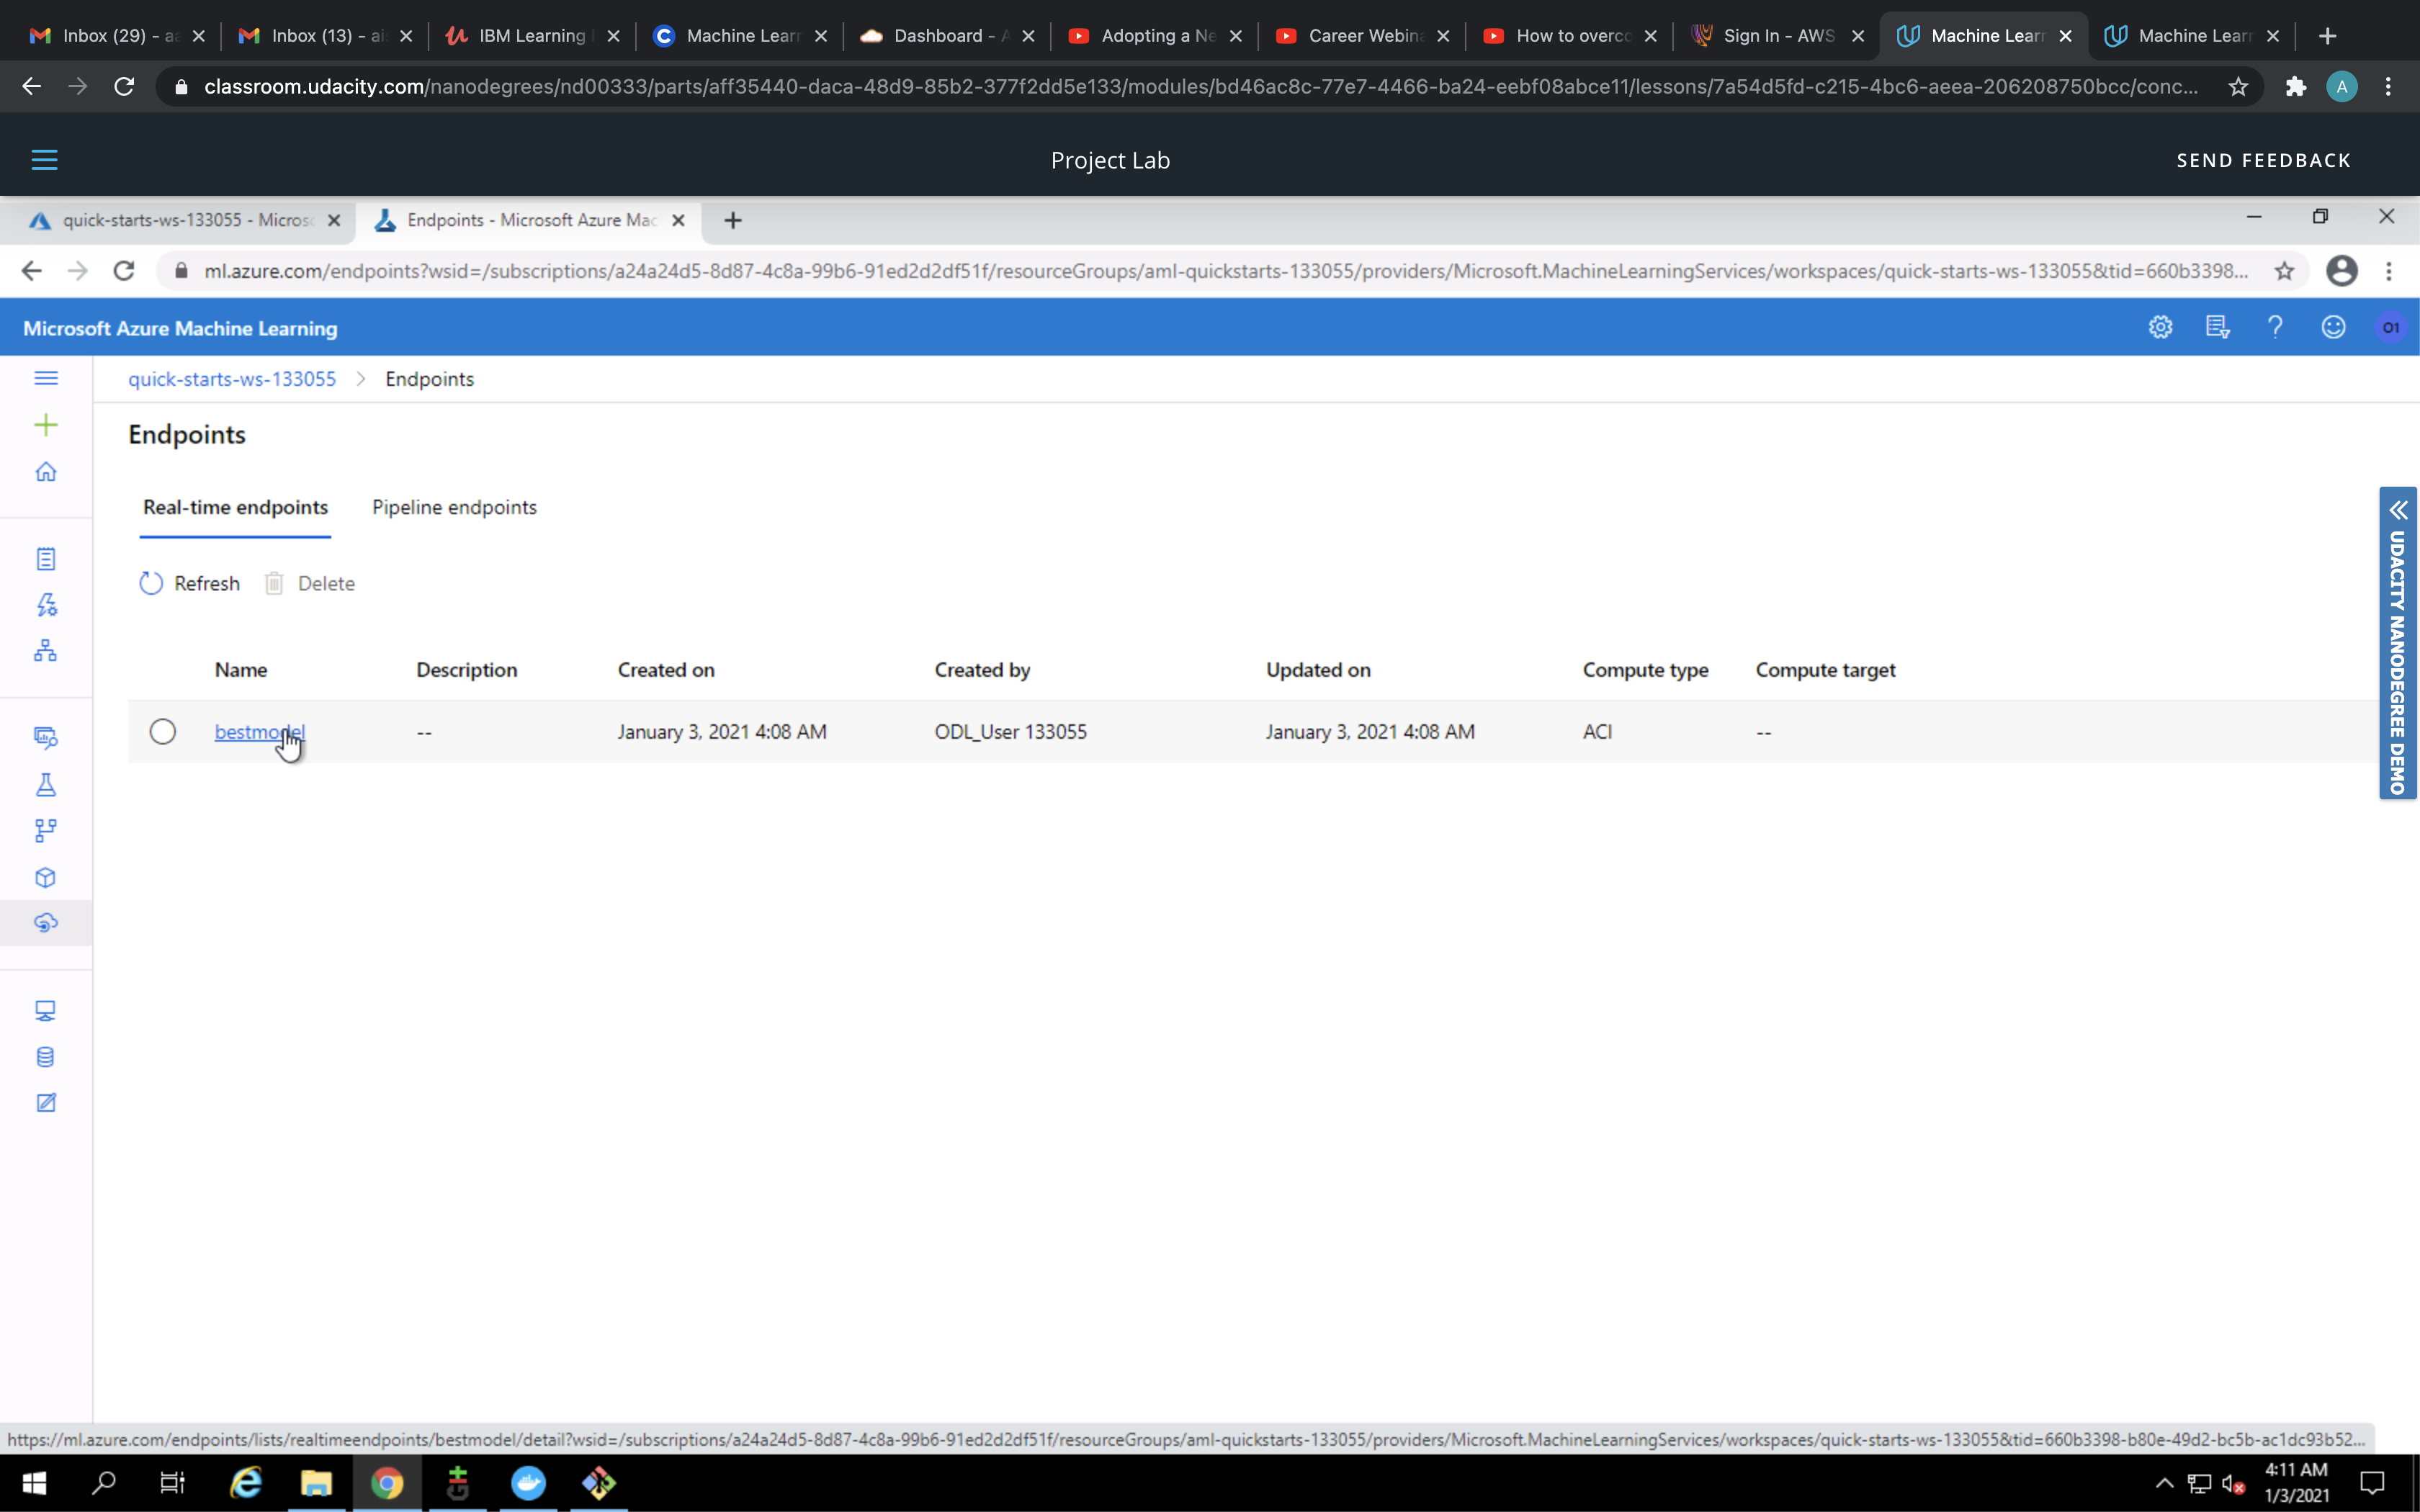 Inbox (29) - aa
Inbox (13) - ai
IBM Learning
Machine Lear
Dashboard - A
Adopting a Ne
Career Webina
How to overco
Sign In - AWS
Machine Lear
Machine Lear
classroom.udacity.com/nanodegrees/nd00333/parts/aff35440-daca-48d9-85b2-377f2dd5e133/modules/bd46ac8c-77e7-4466-ba24-eebf08abce11/lessons/7a54d5fd-c215-4bc6-aeea-206208750bcc/conc...
A
Project Lab
SEND FEEDBACK
quick-starts-ws-133055 - Micros
Endpoints - Microsoft Azure Mac
ml.azure.com/endpoints?wsid=/subscriptions/a24a24d5-8d87-4c8a-99b6-91ed2d2df51f/resourceGroups/aml-quickstarts-133055/providers/Microsoft.MachineLearningServices/workspaces/quick-starts-ws-133055&tid=660b3398...
Microsoft Azure Machine Learning
O1
quick-starts-ws-133055 > Endpoints
Endpoints
Real-time endpoints
Pipeline endpoints
Refresh
Delete
Name Description Created on Created by Updated on Compute type Compute target
bestmodel -- January 3, 2021 4:08 AM ODL_User 133055 January 3, 2021 4:08 AM ACI --
UDACITY NANODEGREE DEMO
https://ml.azure.com/endpoints/lists/realtimeendpoints/bestmodel/detail?wsid=/subscriptions/a24a24d5-8d87-4c8a-99b6-91ed2d2df51f/resourceGroups/aml-quickstarts-133055/providers/Microsoft.MachineLearningServices/workspaces/quick-starts-ws-133055&tid=660b3398-b80e-49d2-bc5b-ac1dc93b52...
4:11 AM
1/3/2021